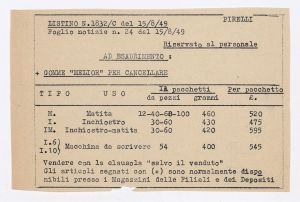 LISTINO N.1832/C del 15/8/49 PIRELLI
Foglio notizie n. 24 del 15/8/49
Riservato al personale
AD ESAURIMENTO :
+ GOMME "MELIOR" PER CANCELLARE
TIPO USO IN pacchetti Per pacchetto
da pezzi grammi £.
M. Matita 12-40-60-100 460 520
I. Inchiostro 30-60 430 475
IM. Inchiostro-matita 30-60 420 595
I.6)
I.10) Macchina da scrivere 54 400 545
Vendere con la clausola "salvo il venduto"
Gli articoli segnati con (+) sono normalmente dispo
nibili presso i Magazzini delle Filiali e dei Depositi